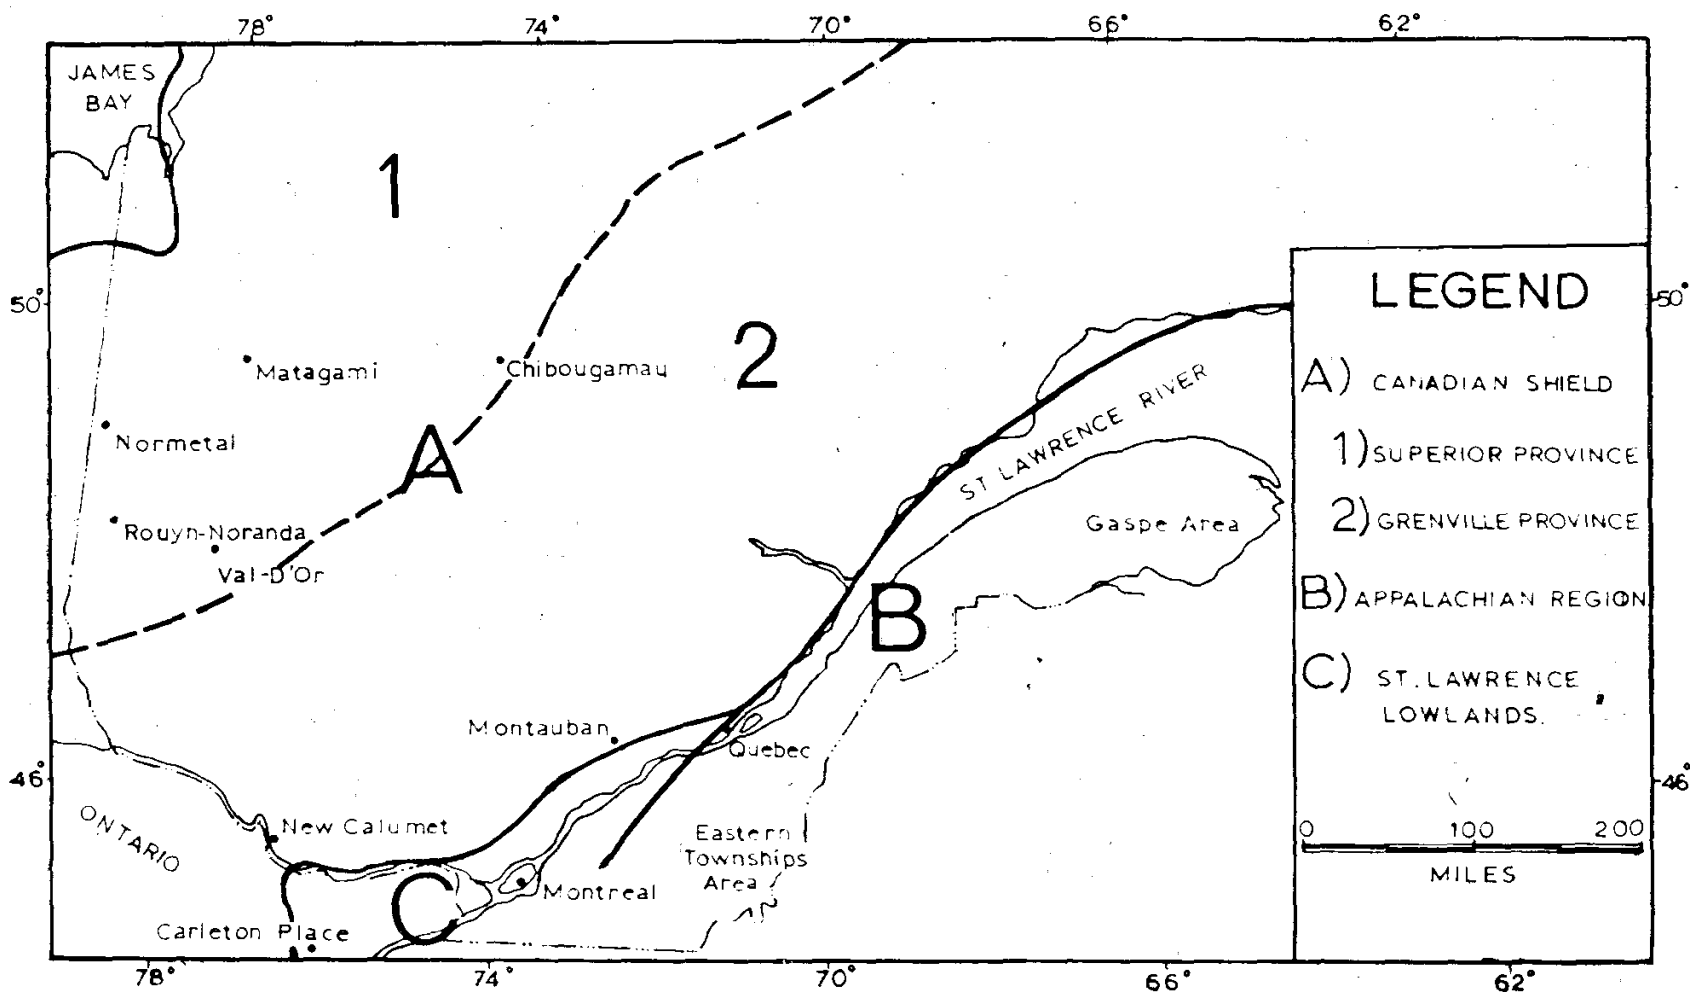 78° 74° 70° 66° 62°
JAMES
BAY
1
50°
50°
LEGEND
2
Matagami
Chibougamau
A) CANADIAN SHIELD
ST. LAWRENCE RIVER
Normetal
A
1) SUPERIOR PROVINCE
Gaspe Area
2) GRENVILLE PROVINCE
Rouyn-Noranda
Val-D'Or
B
B) APPALACHIAN REGION
C) ST. LAWRENCE
LOWLANDS.
Montauban
Quebec
46°
46°
ONTARIO
New Calumet
Eastern
Townships
Area
0 100 200
MILES
C
Montreal
Carleton Place
78° 74° 70° 66° 62°